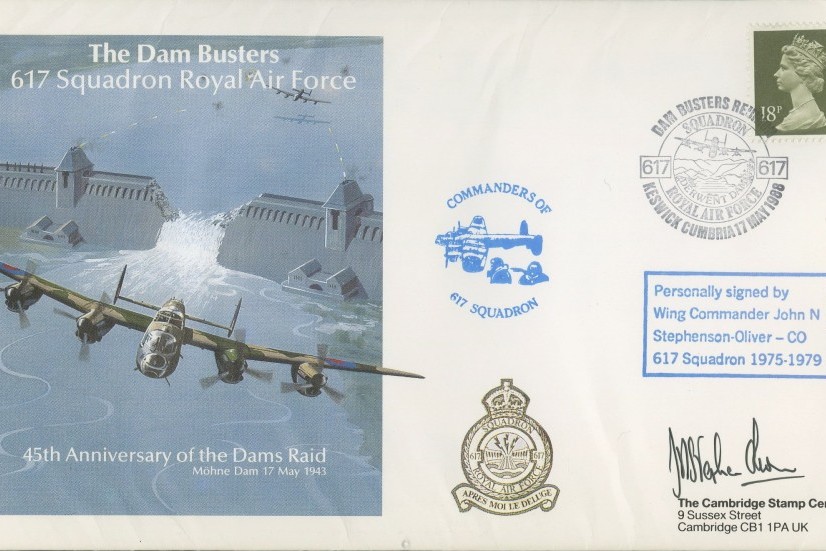 The Dam Busters
617 Squadron Royal Air Force
45th Anniversary of the Dams Raid
Möhne Dam 17 May 1943
COMMANDERS OF
617 SQUADRON
SQUADRON
617 617
ROYAL AIR FORCE
APRES MOI LE DELUGE
18P
DAM BUSTERS
SQUADRON
617 617
DERWENT DAM
ROYAL AIR FORCE
KESWICK CUMBRIA 17 MAY 1988
Personally signed by
Wing Commander John N
Stephenson-Oliver – CO
617 Squadron 1975-1979
The Cambridge Stamp Cen
9 Sussex Street
Cambridge CB1 1PA UK